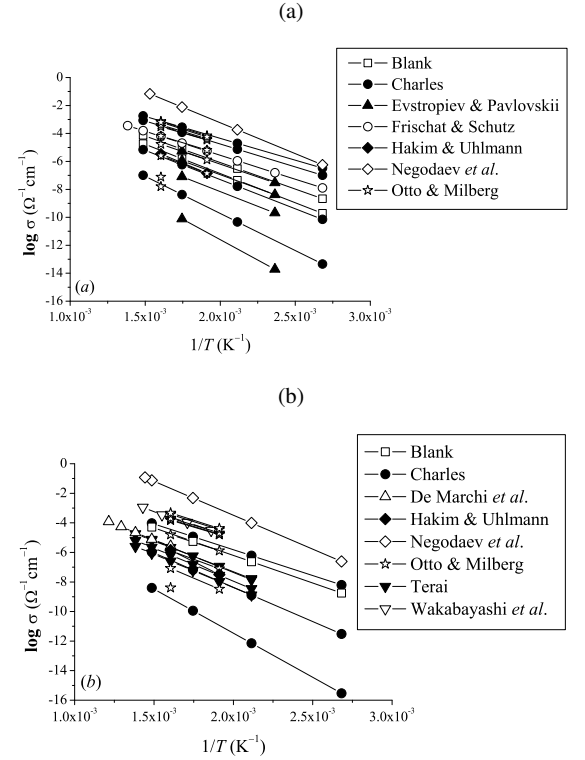 (a)
Blank
Charles
Evstropiev & Pavlovskii
Frischat & Schutz
Hakim & Uhlmann
Negodaev et al.
Otto & Milberg
log σ (Ω⁻¹cm⁻¹)
0
-2
-4
-6
-8
-10
-12
-14
-16
(a)
1.0x10⁻³ 1.5x10⁻³ 2.0x10⁻³ 2.5x10⁻³ 3.0x10⁻³
1/T (K⁻¹)
(b)
Blank
Charles
De Marchi et al.
Hakim & Uhlmann
Negodaev et al.
Otto & Milberg
Terai
Wakabayashi et al.
log σ (Ω⁻¹cm⁻¹)
0
-2
-4
-6
-8
-10
-12
-14
-16
(b)
1.0x10⁻³ 1.5x10⁻³ 2.0x10⁻³ 2.5x10⁻³ 3.0x10⁻³
1/T (K⁻¹)